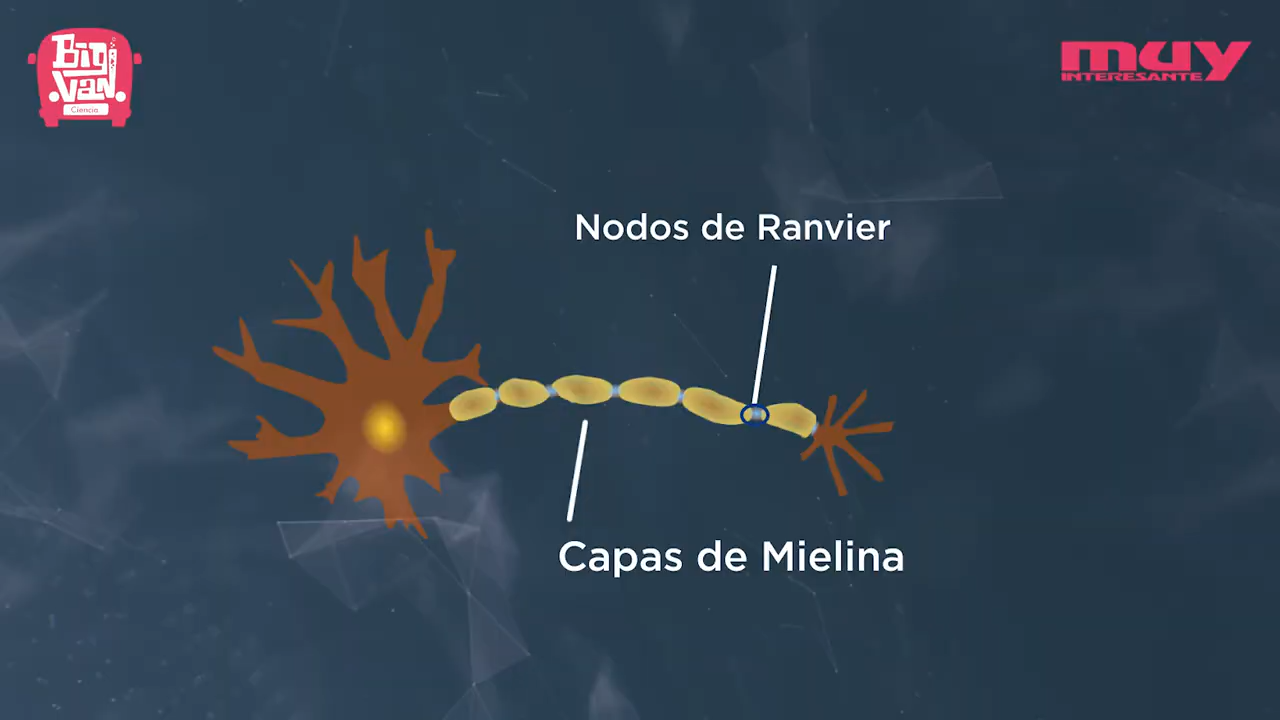 Big
Van
Ciencia
muy
INTERESANTE
Nodos de Ranvier
Capas de Mielina